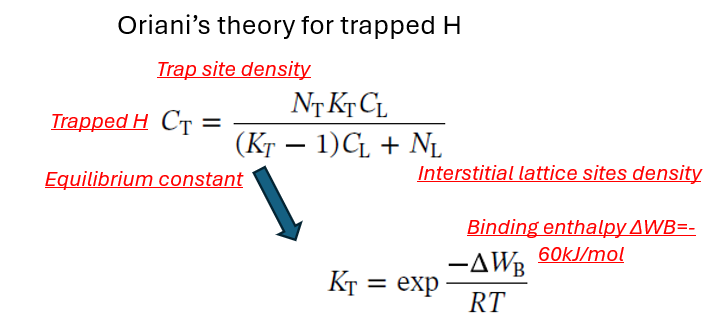 Oriani’s theory for trapped H
Trap site density
Trapped H C_T = N_T K_T C_L / (K_T − 1)C_L + N_L
Equilibrium constant
Interstitial lattice sites density
Binding enthalpy ΔWB=-
60kJ/mol
K_T = exp −ΔW_B / RT